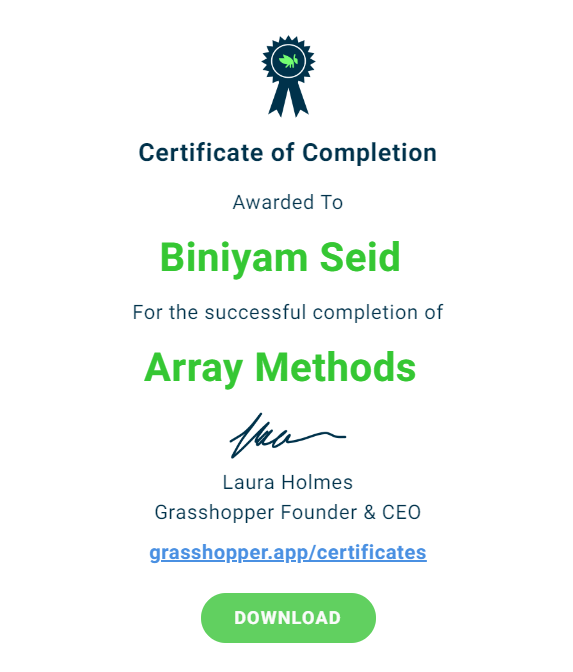 Certificate of Completion
Awarded To
Biniyam Seid
For the successful completion of
Array Methods
Laura Holmes
Grasshopper Founder & CEO
grasshopper.app/certificates
DOWNLOAD